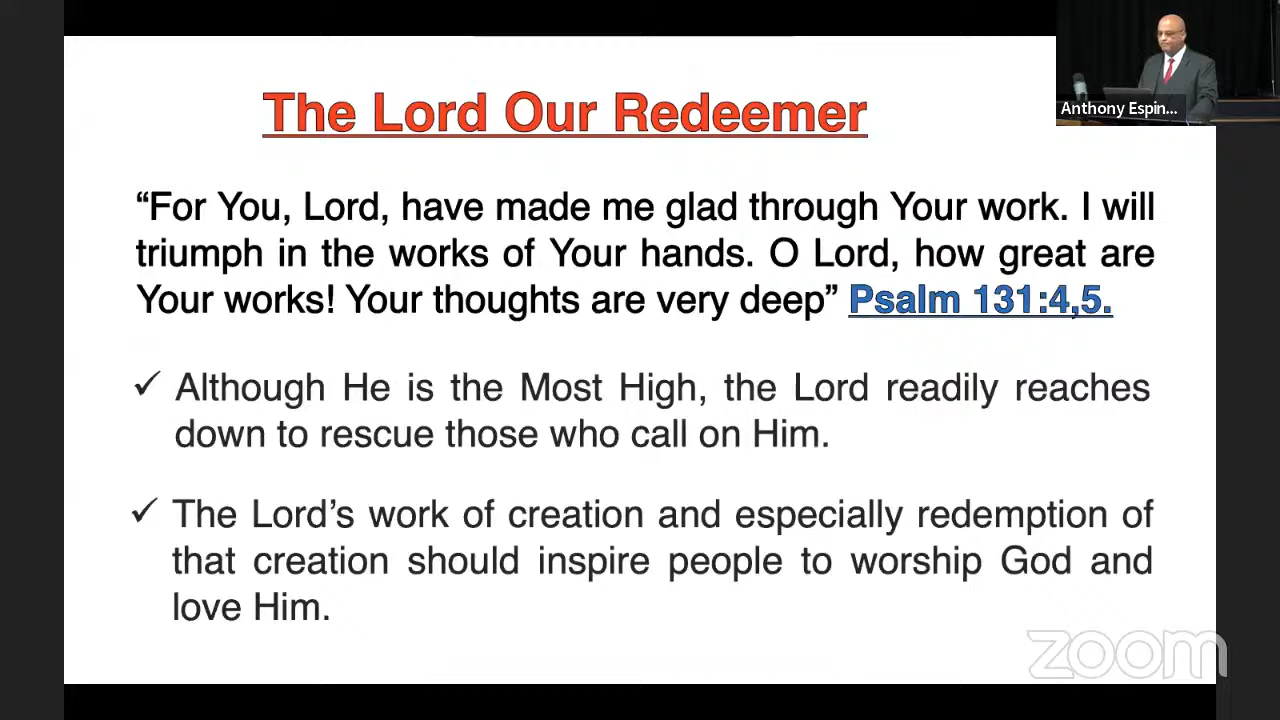 The Lord Our Redeemer
Anthony Espin...
“For You, Lord, have made me glad through Your work. I will
triumph in the works of Your hands. O Lord, how great are
Your works! Your thoughts are very deep” Psalm 131:4,5.
✓ Although He is the Most High, the Lord readily reaches
down to rescue those who call on Him.
✓ The Lord’s work of creation and especially redemption of
that creation should inspire people to worship God and
love Him.
zoom